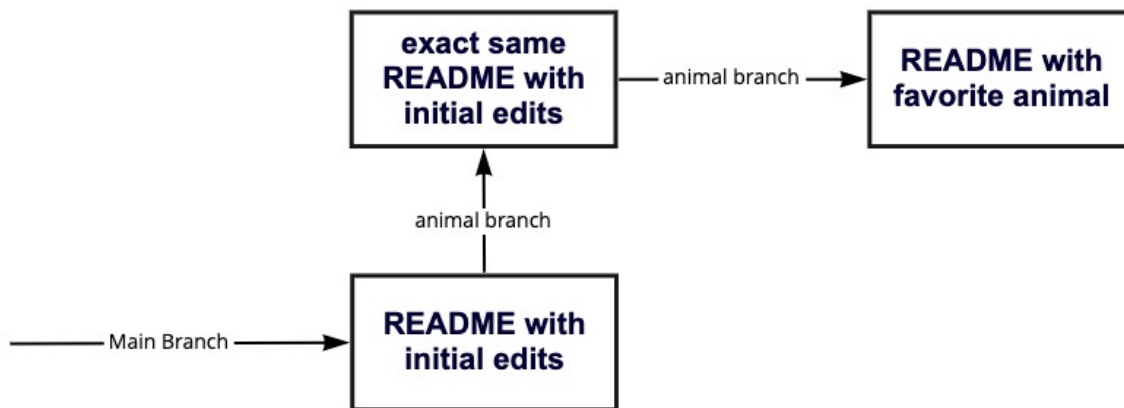 exact same
README with
initial edits
animal branch
README with
favorite animal
animal branch
Main Branch
README with
initial edits